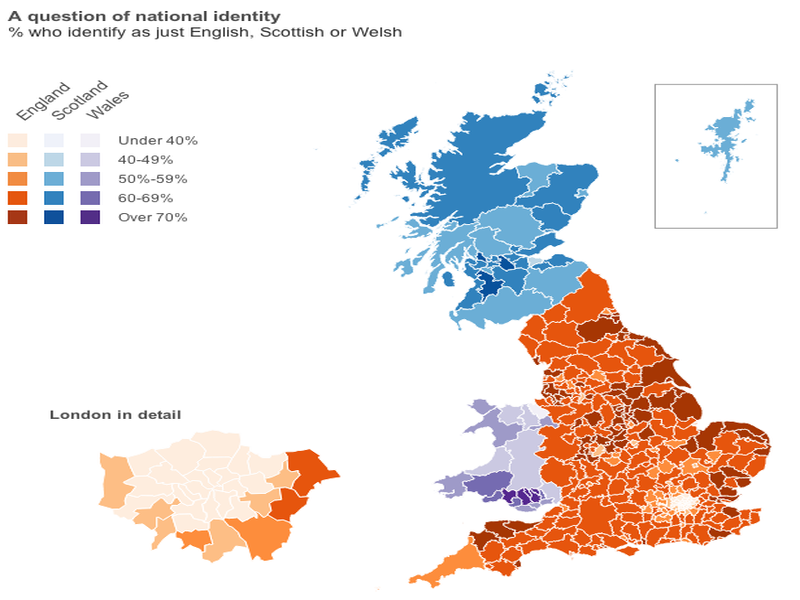 A question of national identity
% who identify as just English, Scottish or Welsh
England
Scotland
Wales
Under 40%
40-49%
50%-59%
60-69%
Over 70%
London in detail